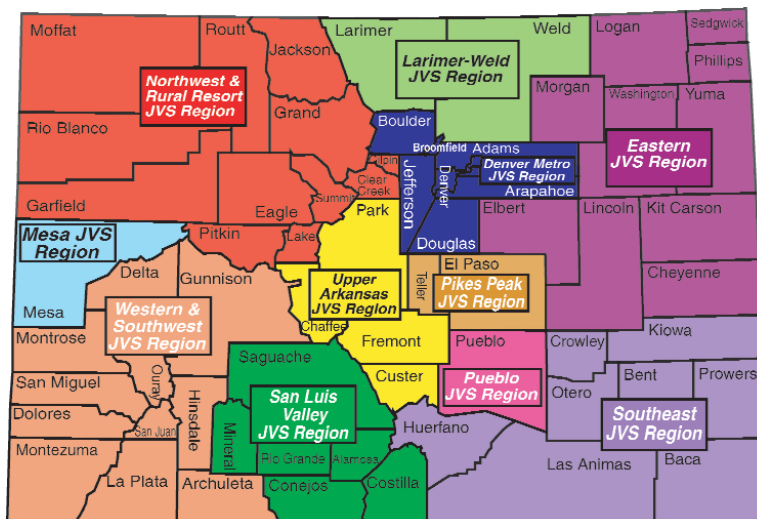 Moffat
Routt
Jackson
Larimer
Weld
Logan
Sedgwick
Phillips
Northwest &
Rural Resort
JVS Region
Larimer-Weld
JVS Region
Morgan
Washington
Yuma
Rio Blanco
Grand
Boulder
Broomfield
Adams
Eastern
JVS Region
Gilpin
Clear
Creek
Jefferson
Denver
Denver Metro
JVS Region
Arapahoe
Garfield
Eagle
Summit
Park
Elbert
Lincoln
Kit Carson
Mesa JVS
Region
Pitkin
Lake
Douglas
Delta
Gunnison
Teller
El Paso
Cheyenne
Mesa
Western &
Southwest
JVS Region
Upper
Arkansas
JVS Region
Pikes Peak
JVS Region
Chaffee
Montrose
Fremont
Pueblo
Crowley
Kiowa
Saguache
Ouray
San Miguel
Custer
Pueblo
JVS Region
Otero
Bent
Prowers
Dolores
San Juan
Hinsdale
San Luis
Valley
JVS Region
Southeast
JVS Region
Mineral
Huerfano
Montezuma
Rio Grande
Alamosa
Las Animas
Baca
La Plata
Archuleta
Conejos
Costilla